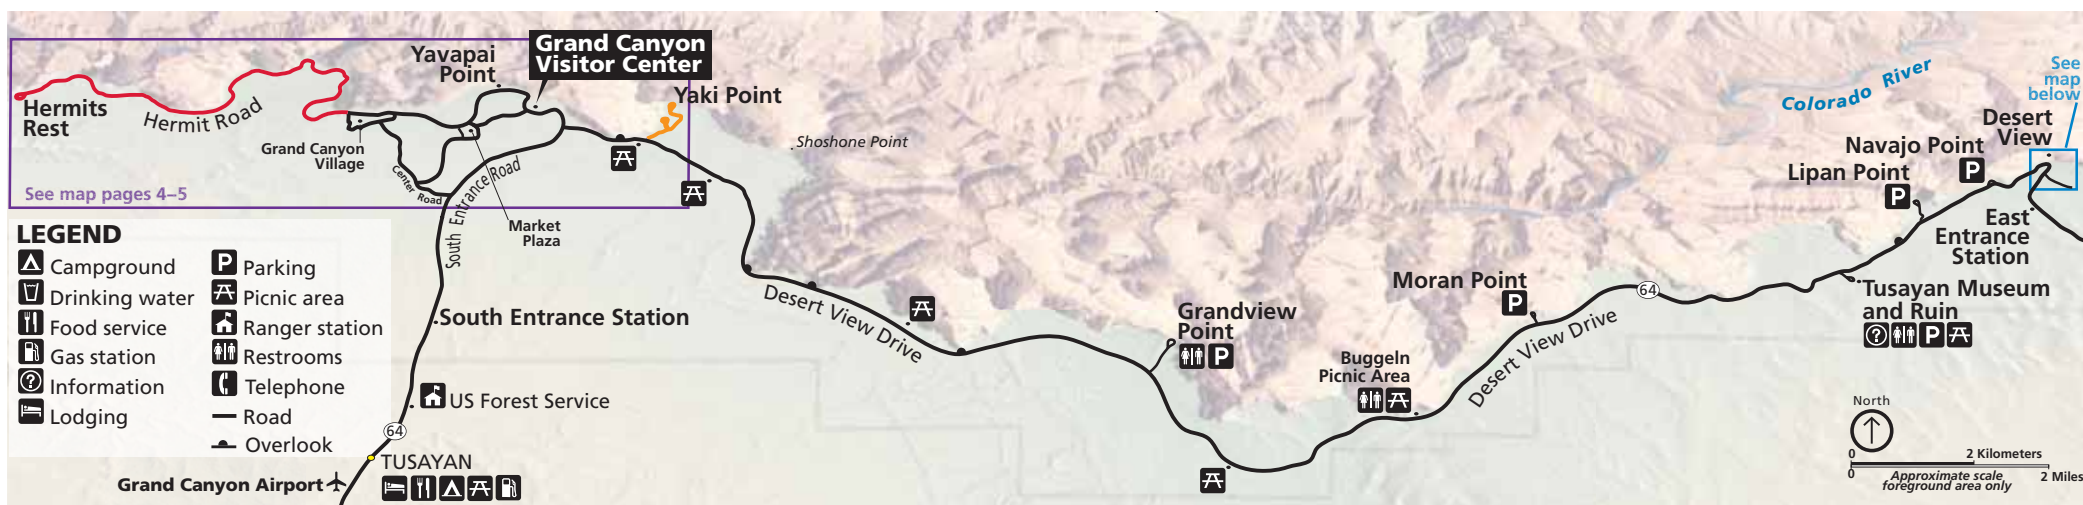 Hermits
Rest
Hermit Road
Yavapai
Point
Grand Canyon
Visitor Center
Yaki Point
Grand Canyon
Village
Center Road
South Entrance Road
Market
Plaza
Shoshone Point
See map pages 4–5
LEGEND
Campground
Drinking water
Food service
Gas station
Information
Lodging
P Parking
Picnic area
Ranger station
Restrooms
Telephone
Road
Overlook
South Entrance Station
US Forest Service
64
TUSAYAN
Grand Canyon Airport
Desert View Drive
Grandview
Point
P
Buggeln
Picnic Area
Moran Point
P
Desert View Drive
64
Colorado River
See
map
below
Desert
View
Navajo Point
P
Lipan Point
P
East
Entrance
Station
Tusayan Museum
and Ruin
? P
North
0 2 Kilometers
0 2 Miles
Approximate scale
foreground area only